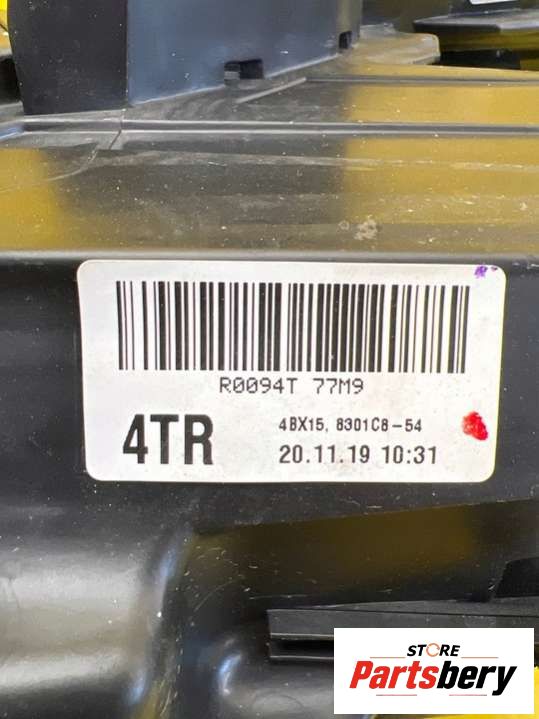 R0094T 77M9
4TR
4BX15, 8301C8-54
20.11.19 10:31
STORE
Partsbery